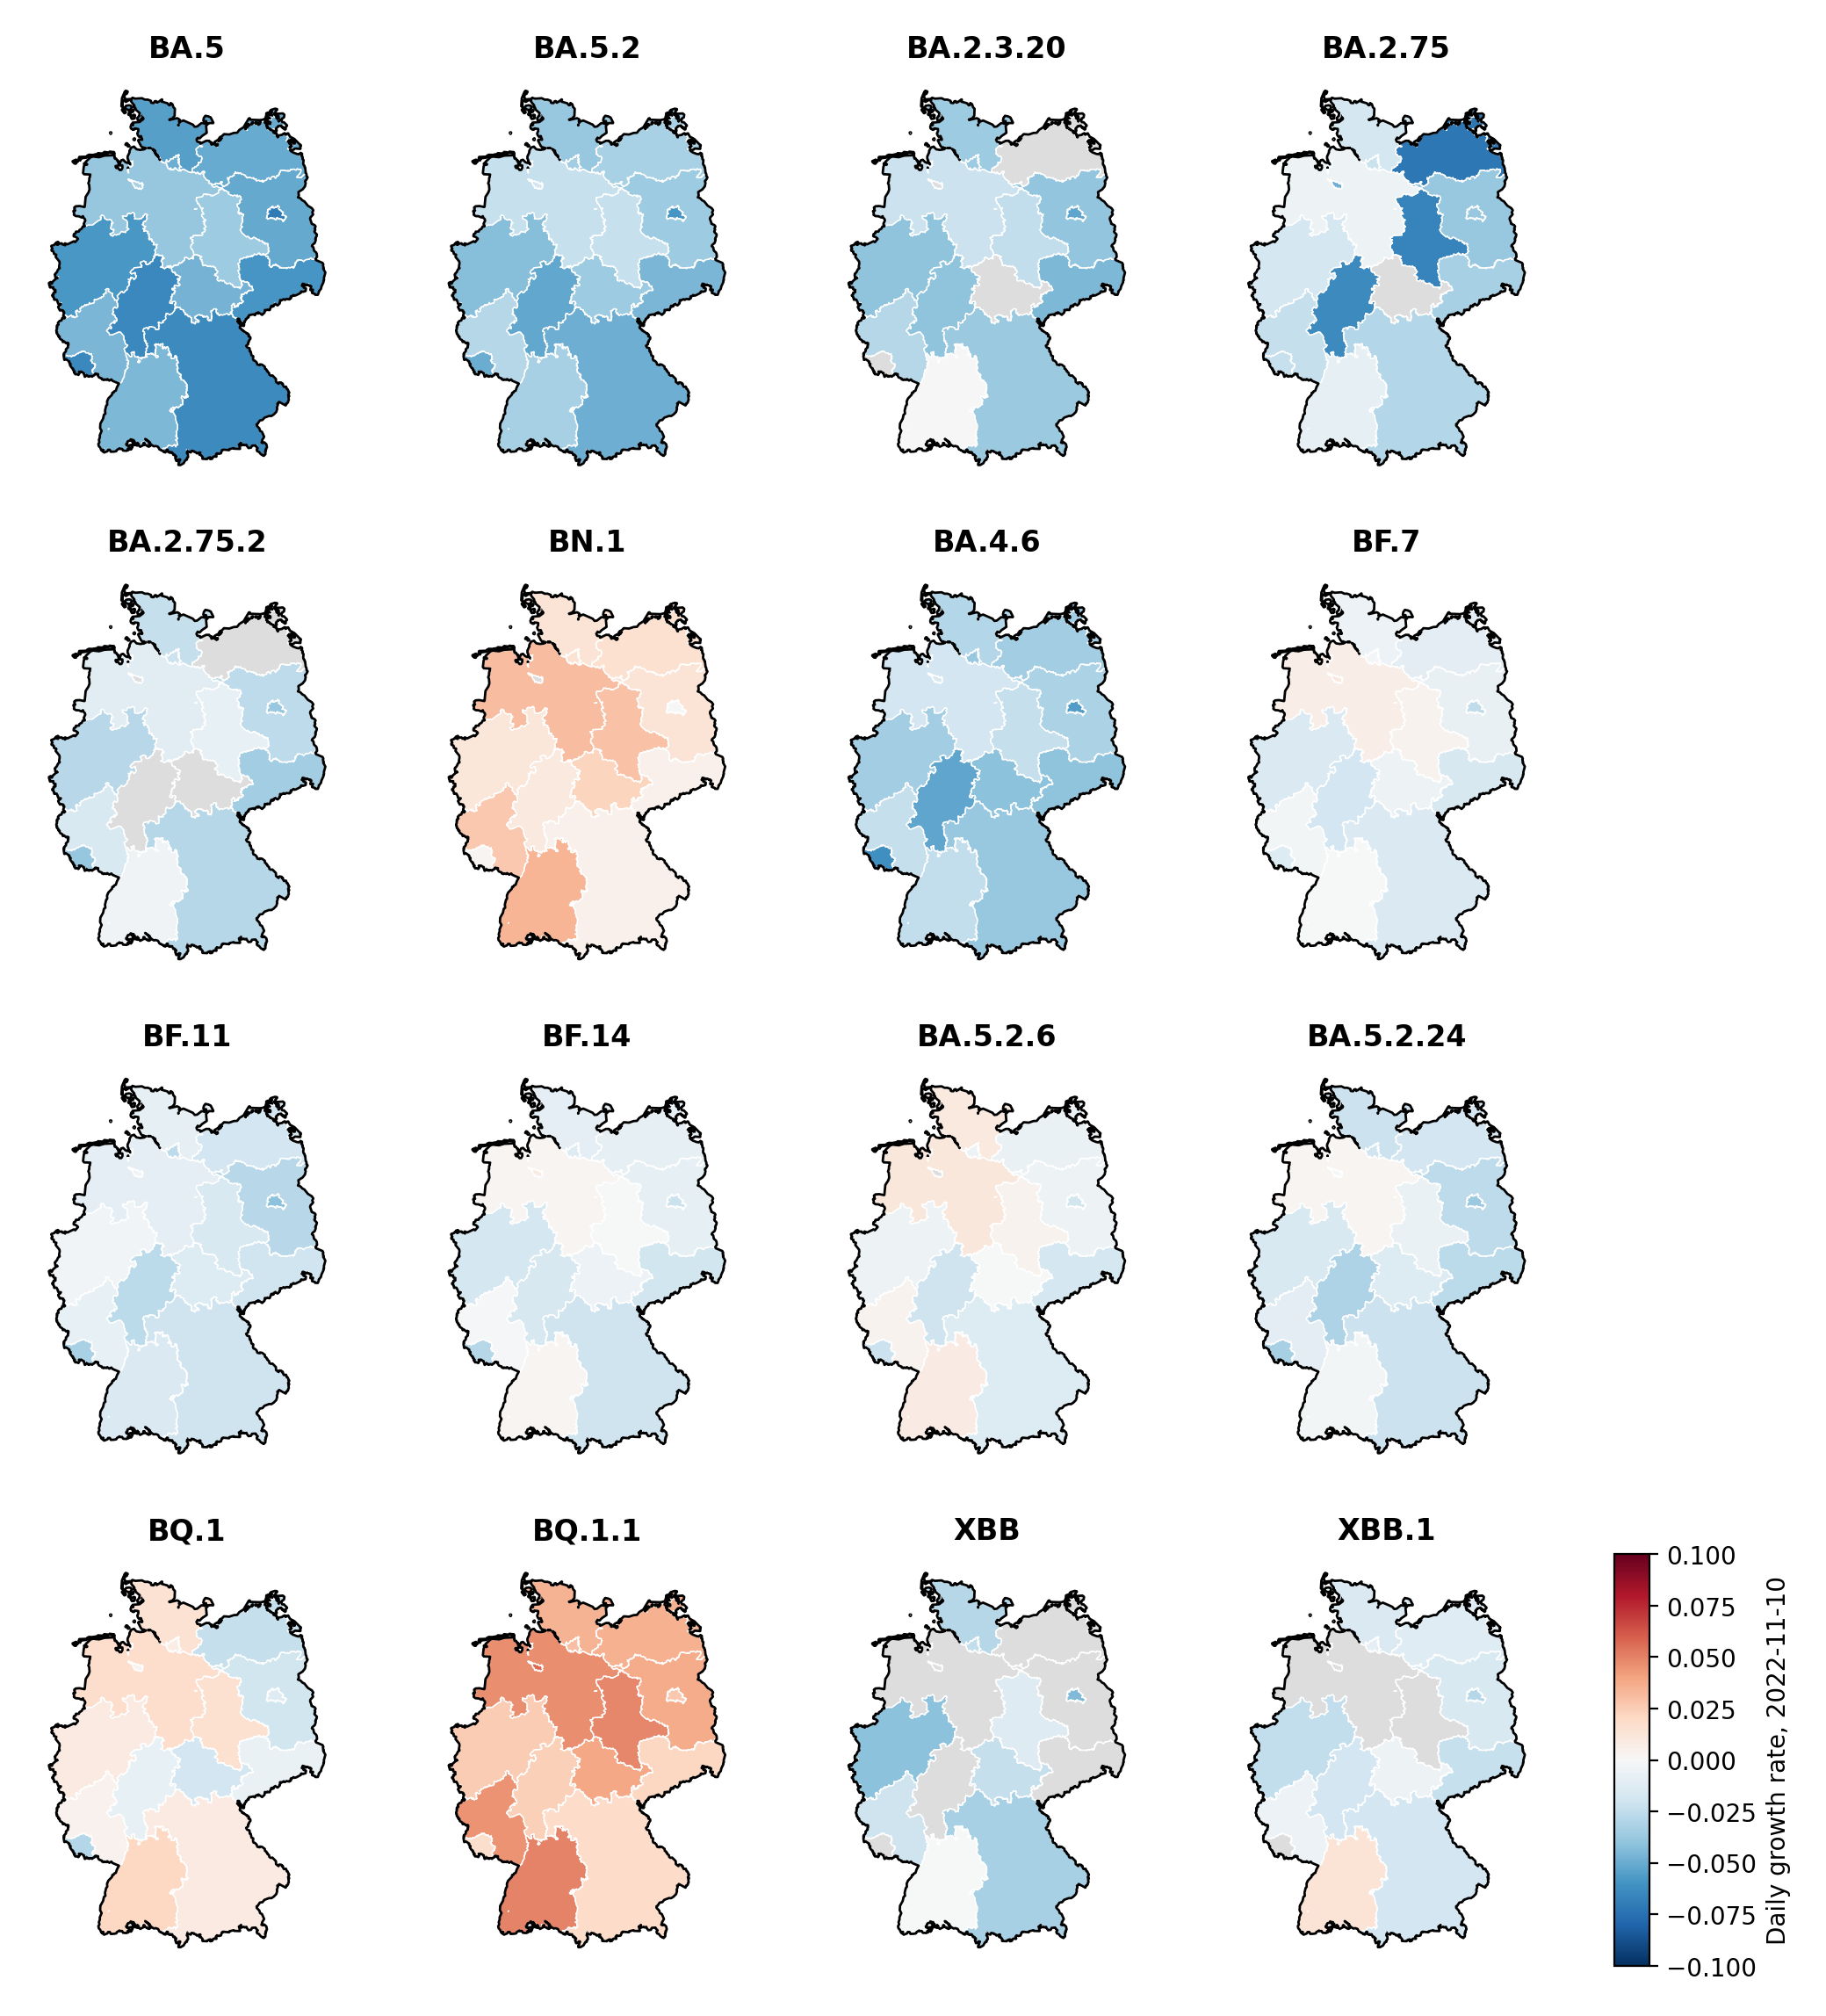 BA.5
BA.5.2
BA.2.3.20
BA.2.75
BA.2.75.2
BN.1
BA.4.6
BF.7
BF.11
BF.14
BA.5.2.6
BA.5.2.24
BQ.1
BQ.1.1
XBB
XBB.1
0.100
0.075
0.050
0.025
0.000
−0.025
−0.050
−0.075
−0.100
Daily growth rate, 2022-11-10